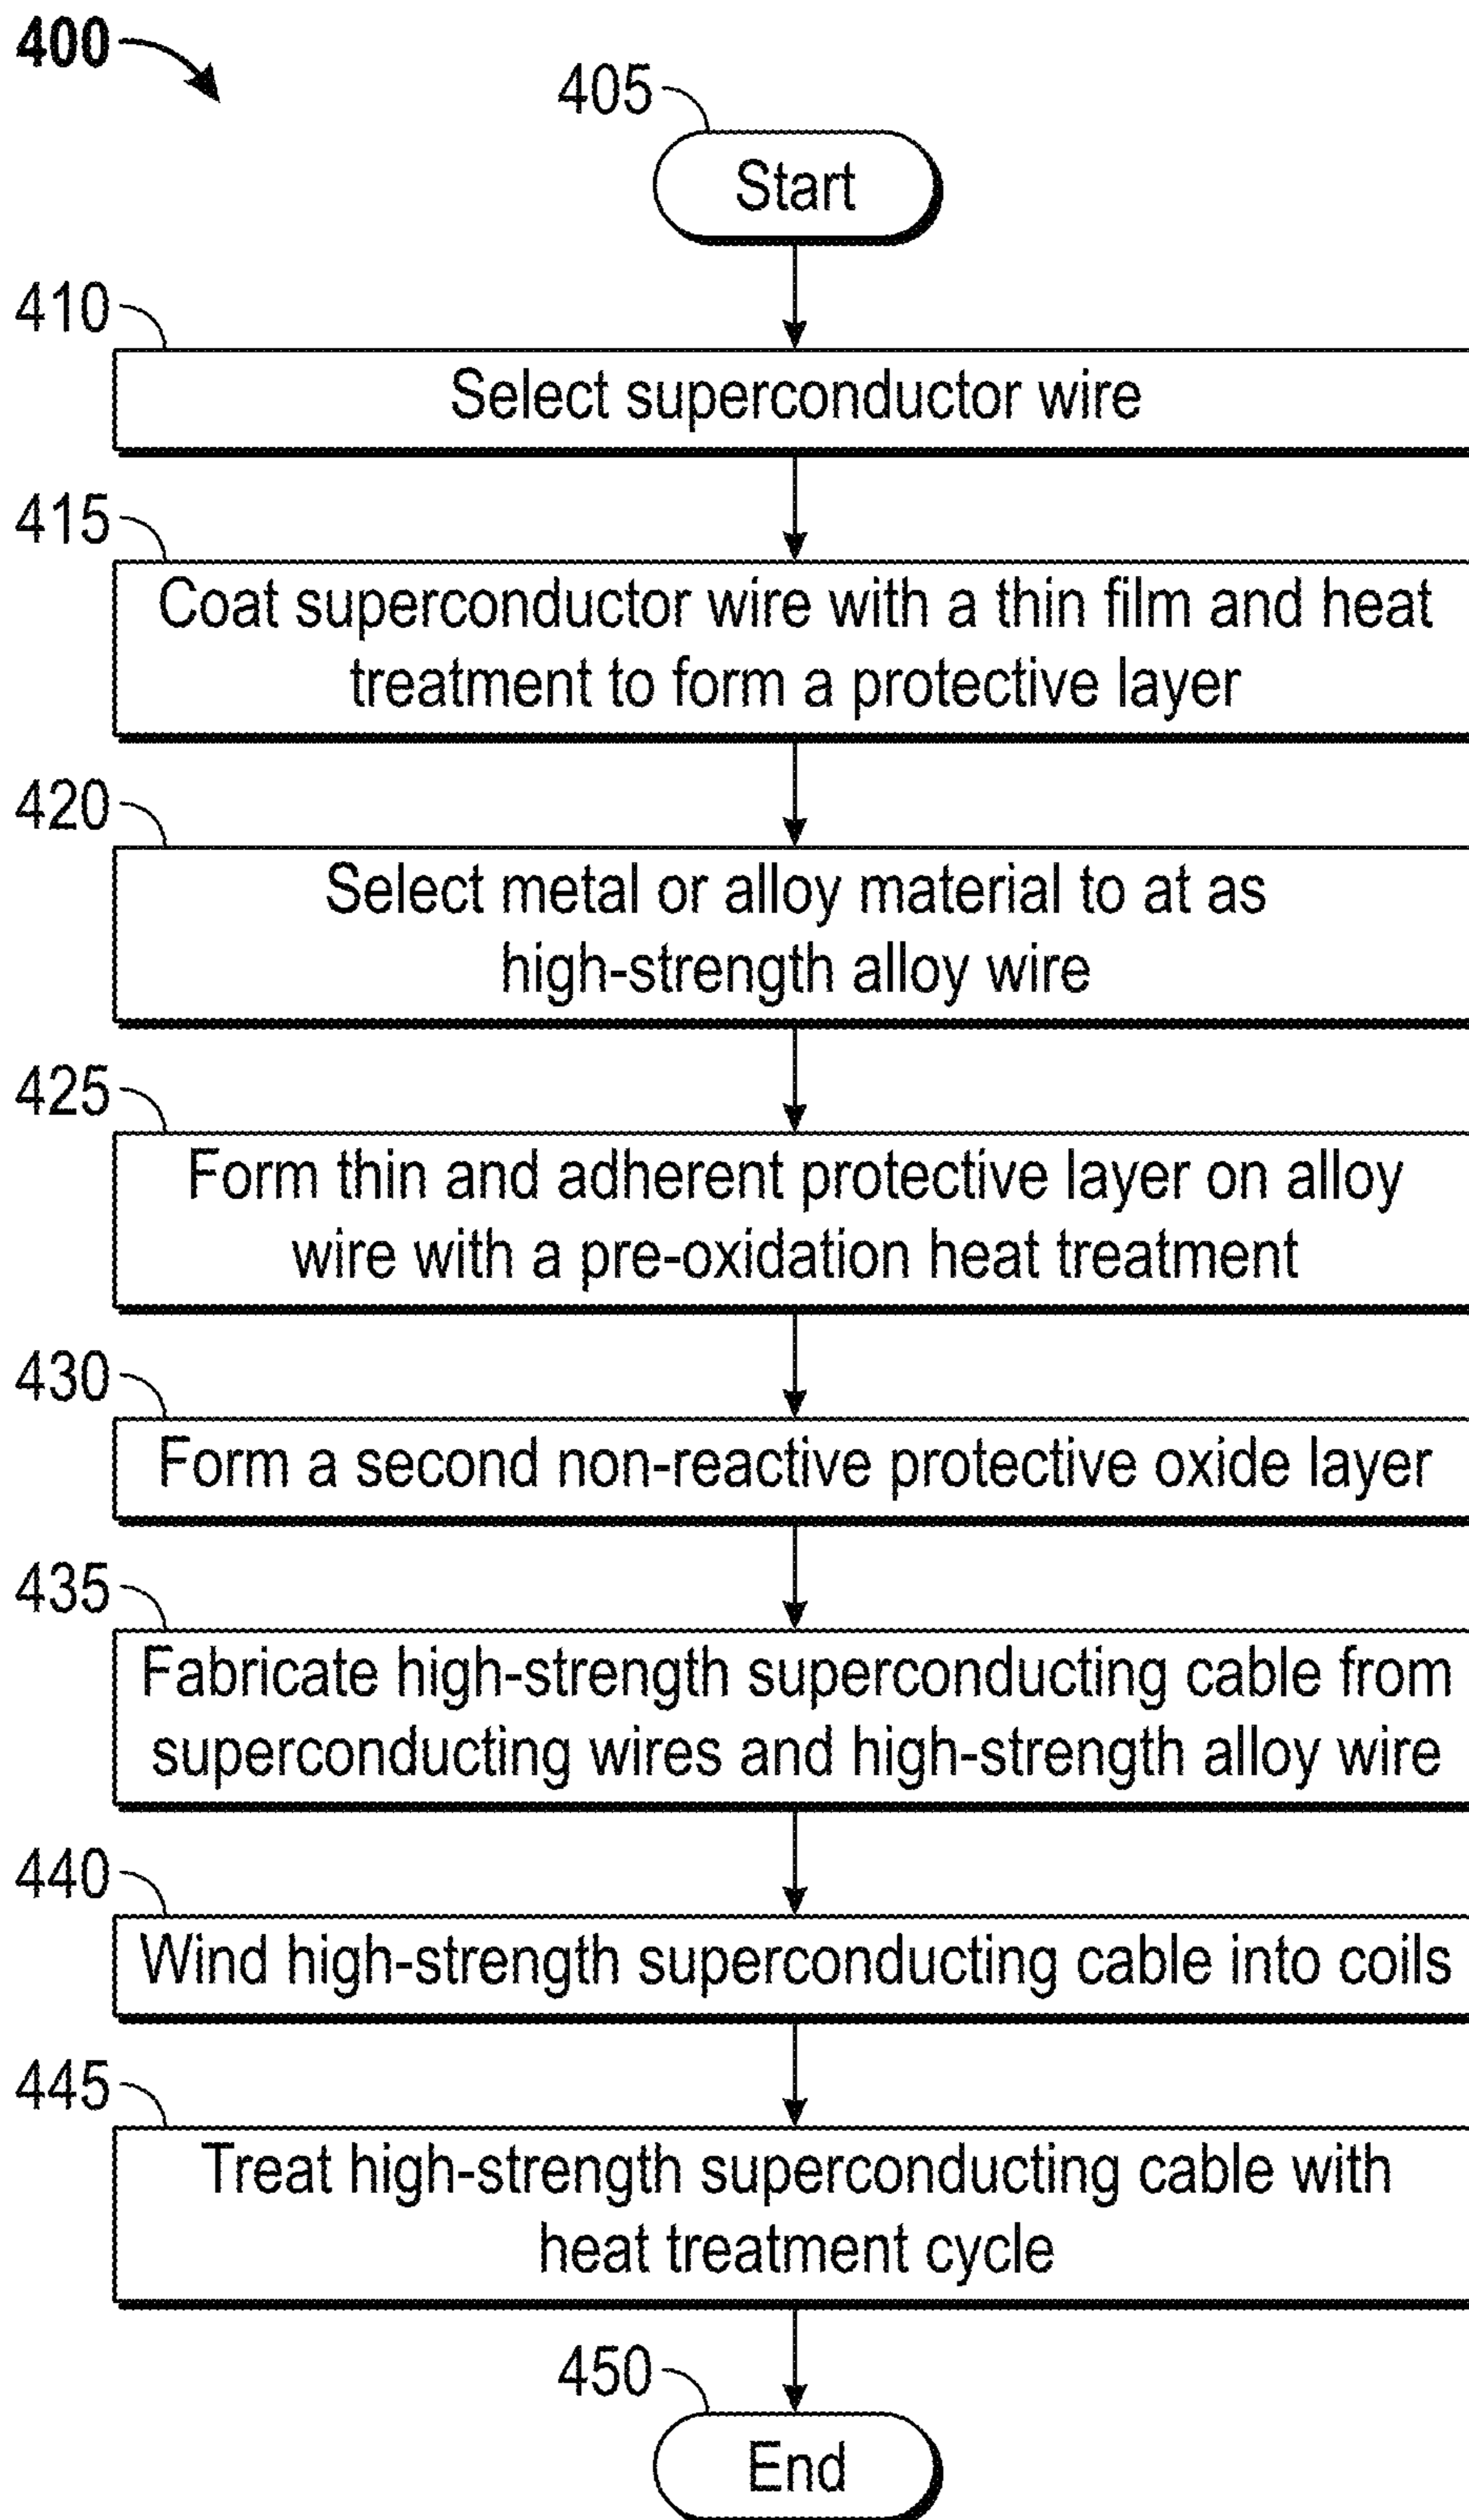 400
405
Start
410
Select superconductor wire
415
Coat superconductor wire with a thin film and heat
treatment to form a protective layer
420
Select metal or alloy material to at as
high-strength alloy wire
425
Form thin and adherent protective layer on alloy
wire with a pre-oxidation heat treatment
430
Form a second non-reactive protective oxide layer
435
Fabricate high-strength superconducting cable from
superconducting wires and high-strength alloy wire
440
Wind high-strength superconducting cable into coils
445
Treat high-strength superconducting cable with
heat treatment cycle
450
End